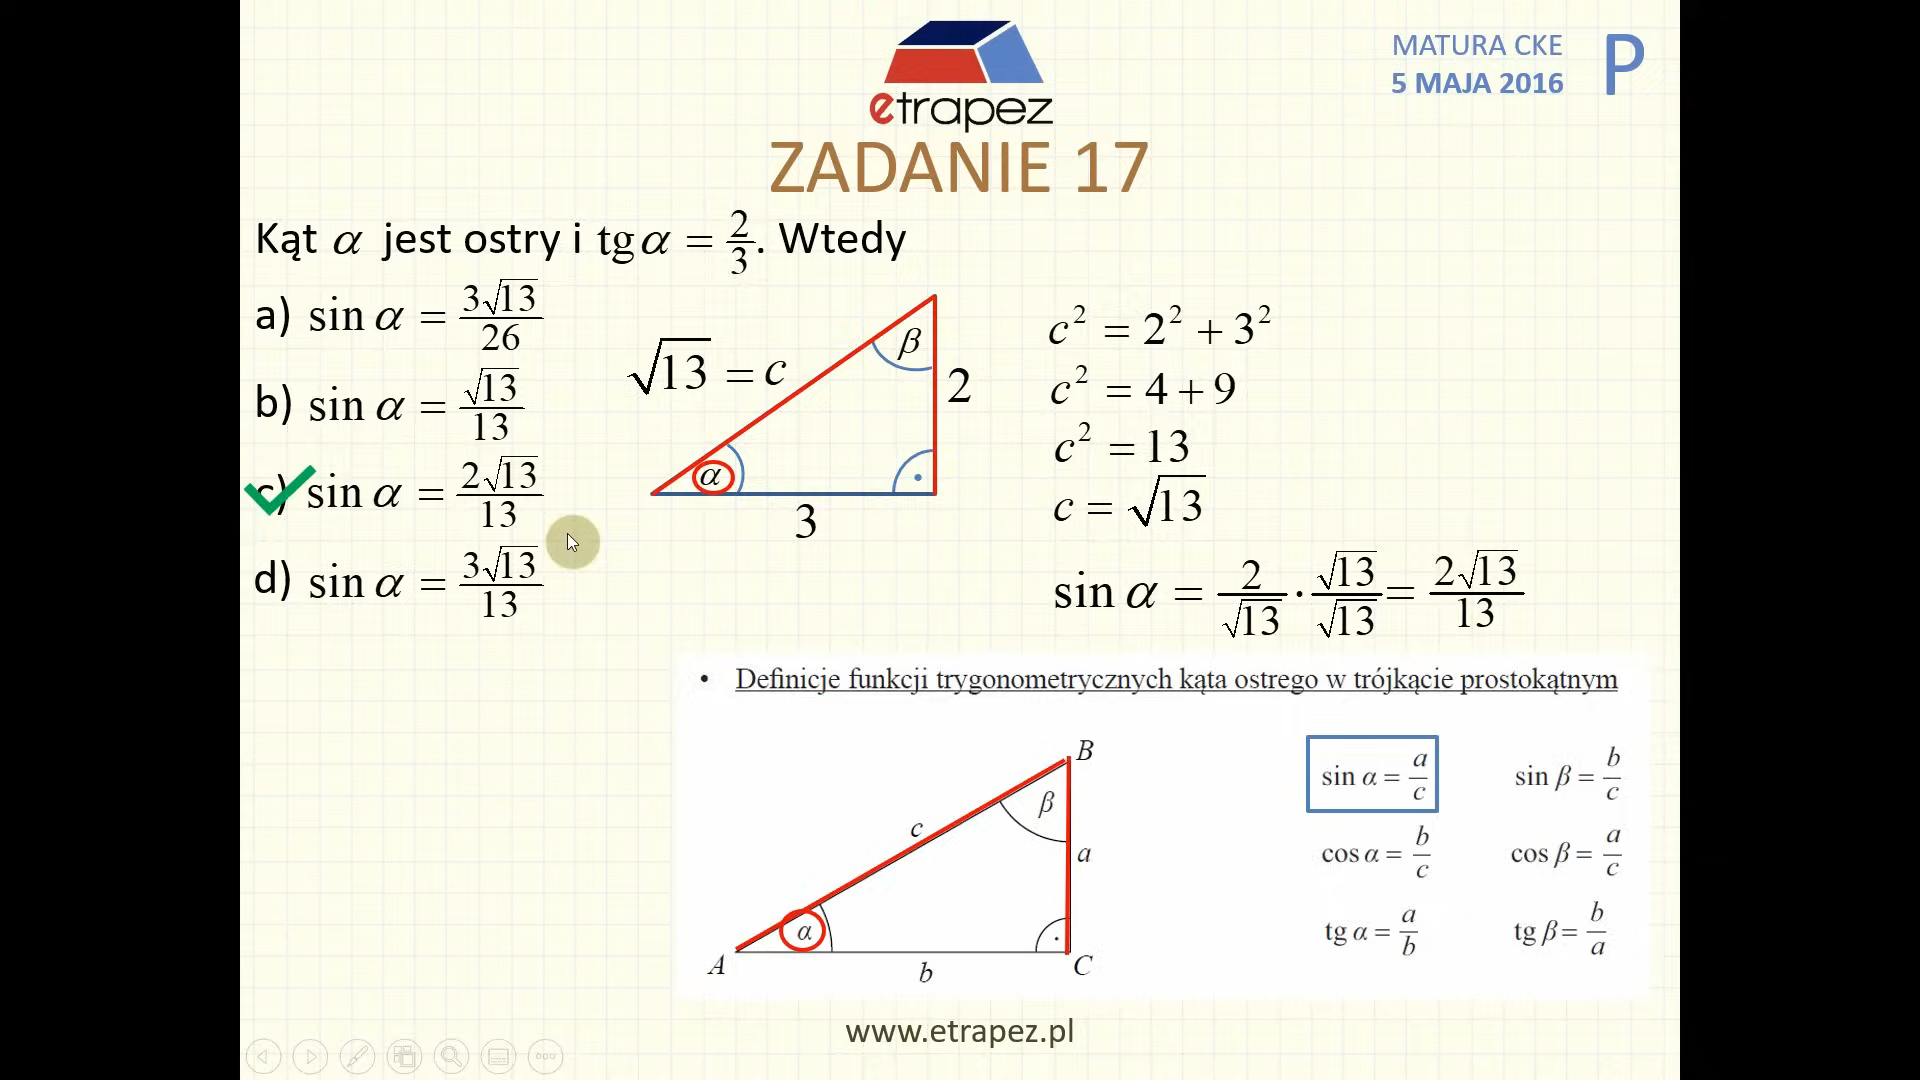 etrapez
MATURA CKE
5 MAJA 2016
P
ZADANIE 17
Kąt α jest ostry i tg α = 2/3. Wtedy
a) sin α = 3√13/26
b) sin α = √13/13
c) sin α = 2√13/13
d) sin α = 3√13/13
√13 = c
β
2
α
3
c² = 2² + 3²
c² = 4 + 9
c² = 13
c = √13
sin α = 2/√13 · √13/√13 = 2√13/13
• Definicje funkcji trygonometrycznych kąta ostrego w trójkącie prostokątnym
B
β
c
a
α
A
b
C
sin α = a/c
sin β = b/c
cos α = b/c
cos β = a/c
tg α = a/b
tg β = b/a
www.etrapez.pl